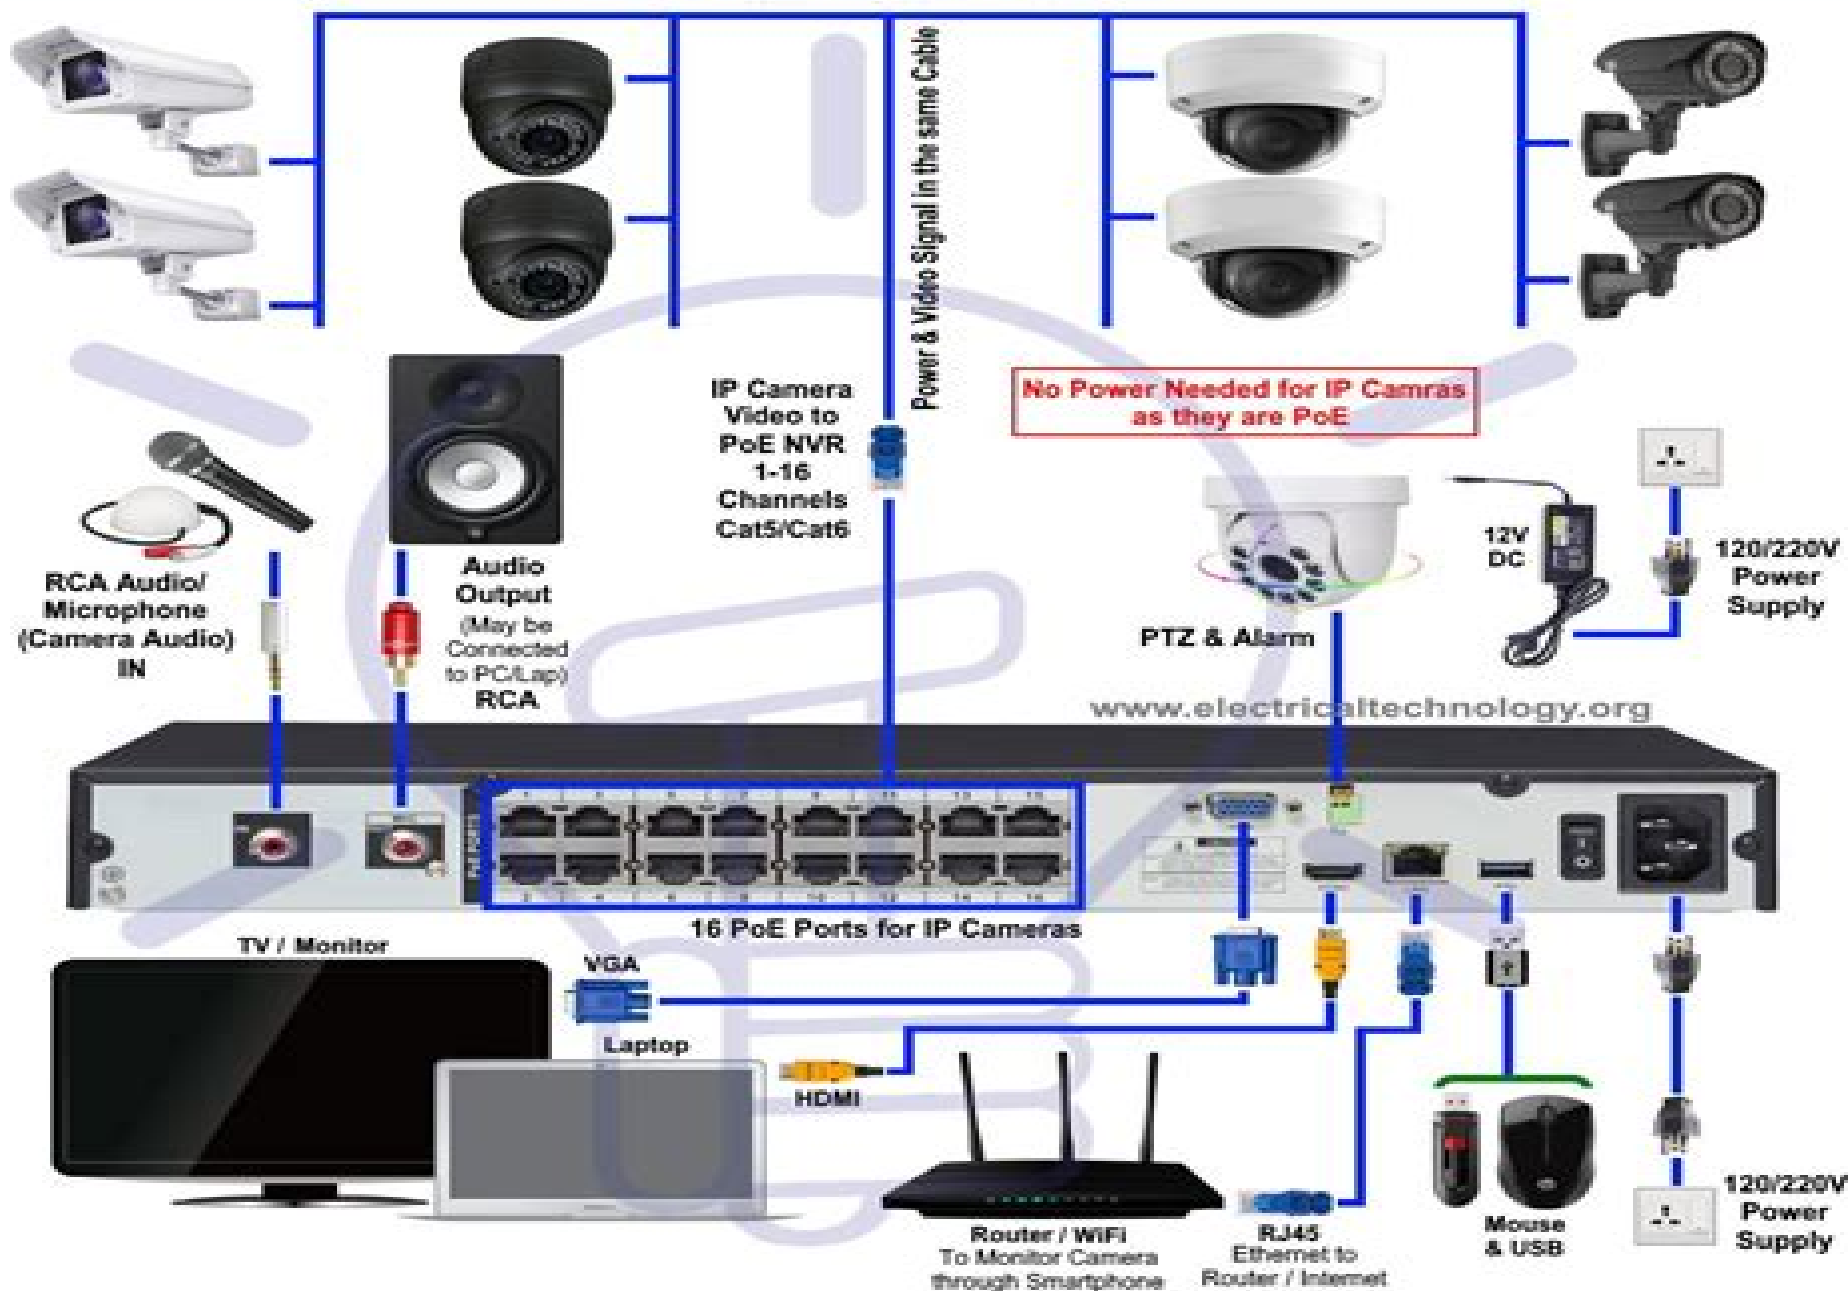 Power & Video Signal in the same Cable
IP Camera
Video to
PoE NVR
1-16
Channels
Cat5/Cat6
No Power Needed for IP Camras
as they are PoE
RCA Audio/
Microphone
(Camera Audio)
IN
Audio
Output
(May be
Connected
to PC/Lap)
RCA
PTZ & Alarm
12V
DC
120/220V
Power
Supply
www.electricaltechnology.org
16 PoE Ports for IP Cameras
TV / Monitor
VGA
Laptop
HDMI
Router / WiFi
To Monitor Camera
through Smartphone
RJ45
Ethernet to
Router / Internet
Mouse
& USB
120/220V
Power
Supply